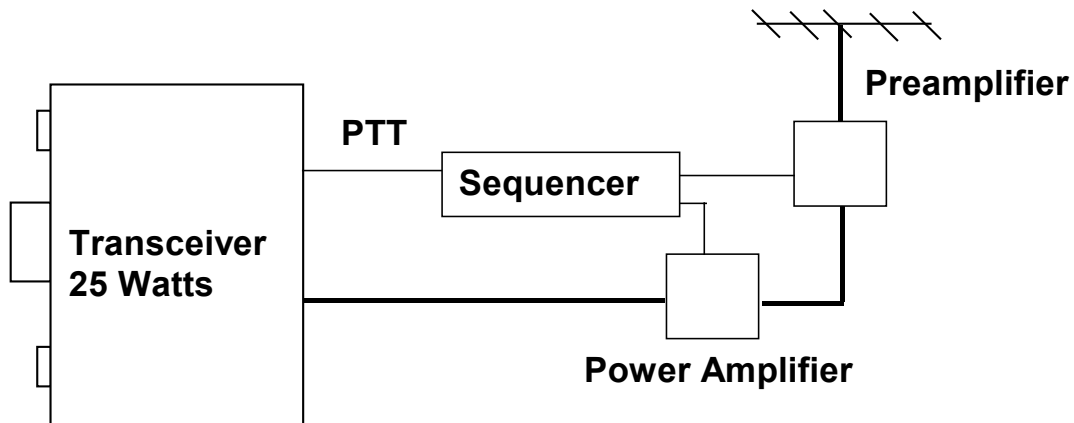 Preamplifier
PTT
Sequencer
Transceiver
25 Watts
Power Amplifier